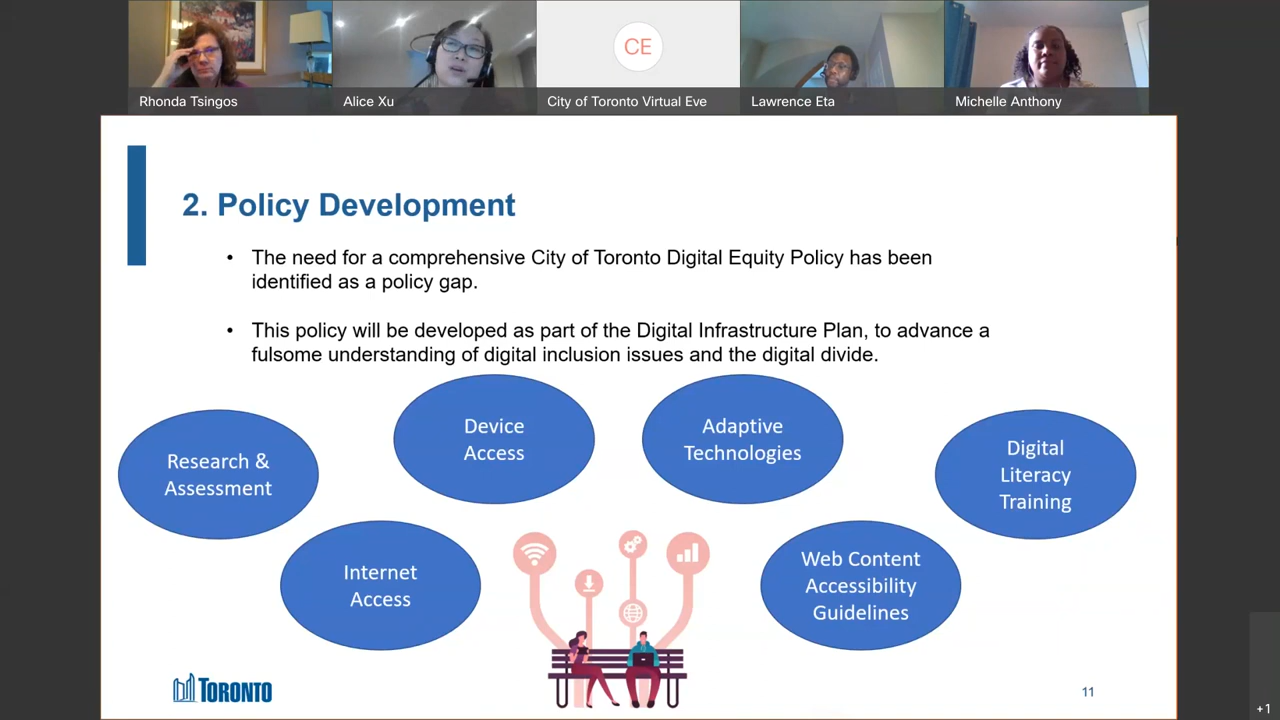 CE
Rhonda Tsingos
Alice Xu
City of Toronto Virtual Eve
Lawrence Eta
Michelle Anthony
2. Policy Development
• The need for a comprehensive City of Toronto Digital Equity Policy has been
identified as a policy gap.
• This policy will be developed as part of the Digital Infrastructure Plan, to advance a
fulsome understanding of digital inclusion issues and the digital divide.
Research &
Assessment
Device
Access
Adaptive
Technologies
Digital
Literacy
Training
Internet
Access
Web Content
Accessibility
Guidelines
TORONTO
11
+1